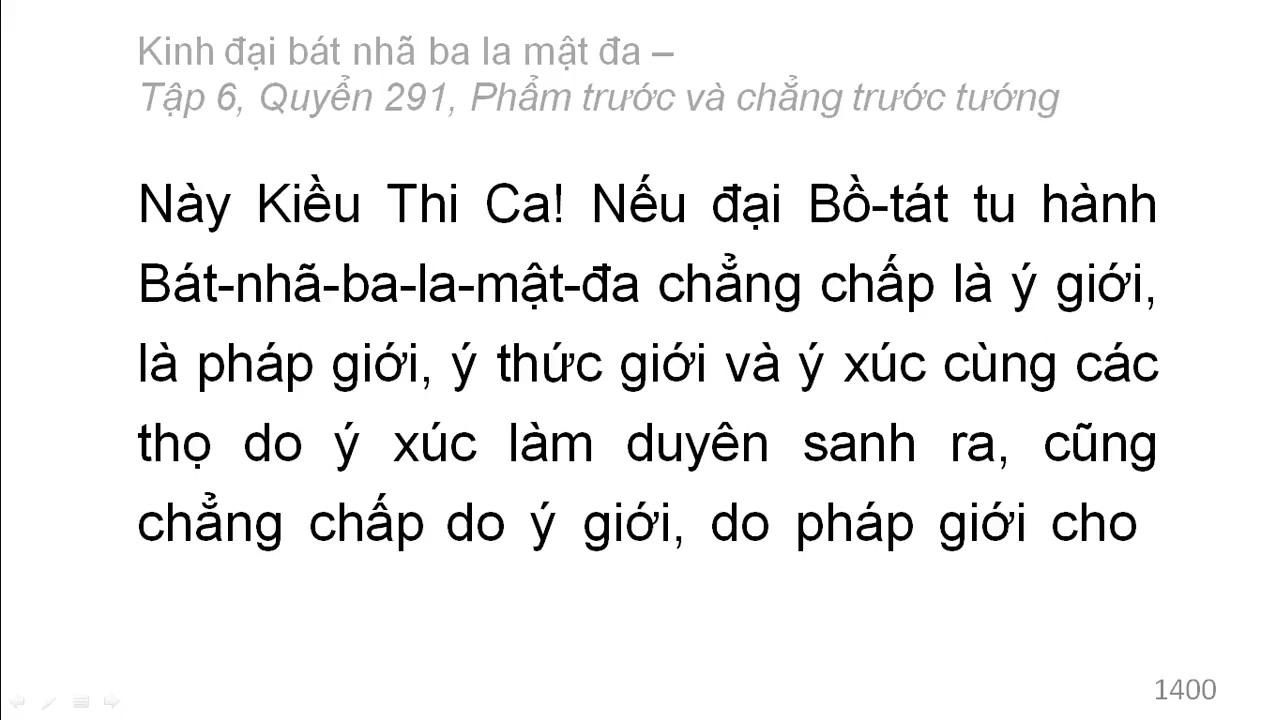 Kinh đại bát nhã ba la mật đa –
Tập 6, Quyển 291, Phẩm trước và chẳng trước tướng
Này Kiều Thi Ca! Nếu đại Bồ-tát tu hành
Bát-nhã-ba-la-mật-đa chẳng chấp là ý giới,
là pháp giới, ý thức giới và ý xúc cùng các
thọ do ý xúc làm duyên sanh ra, cũng
chẳng chấp do ý giới, do pháp giới cho
1400